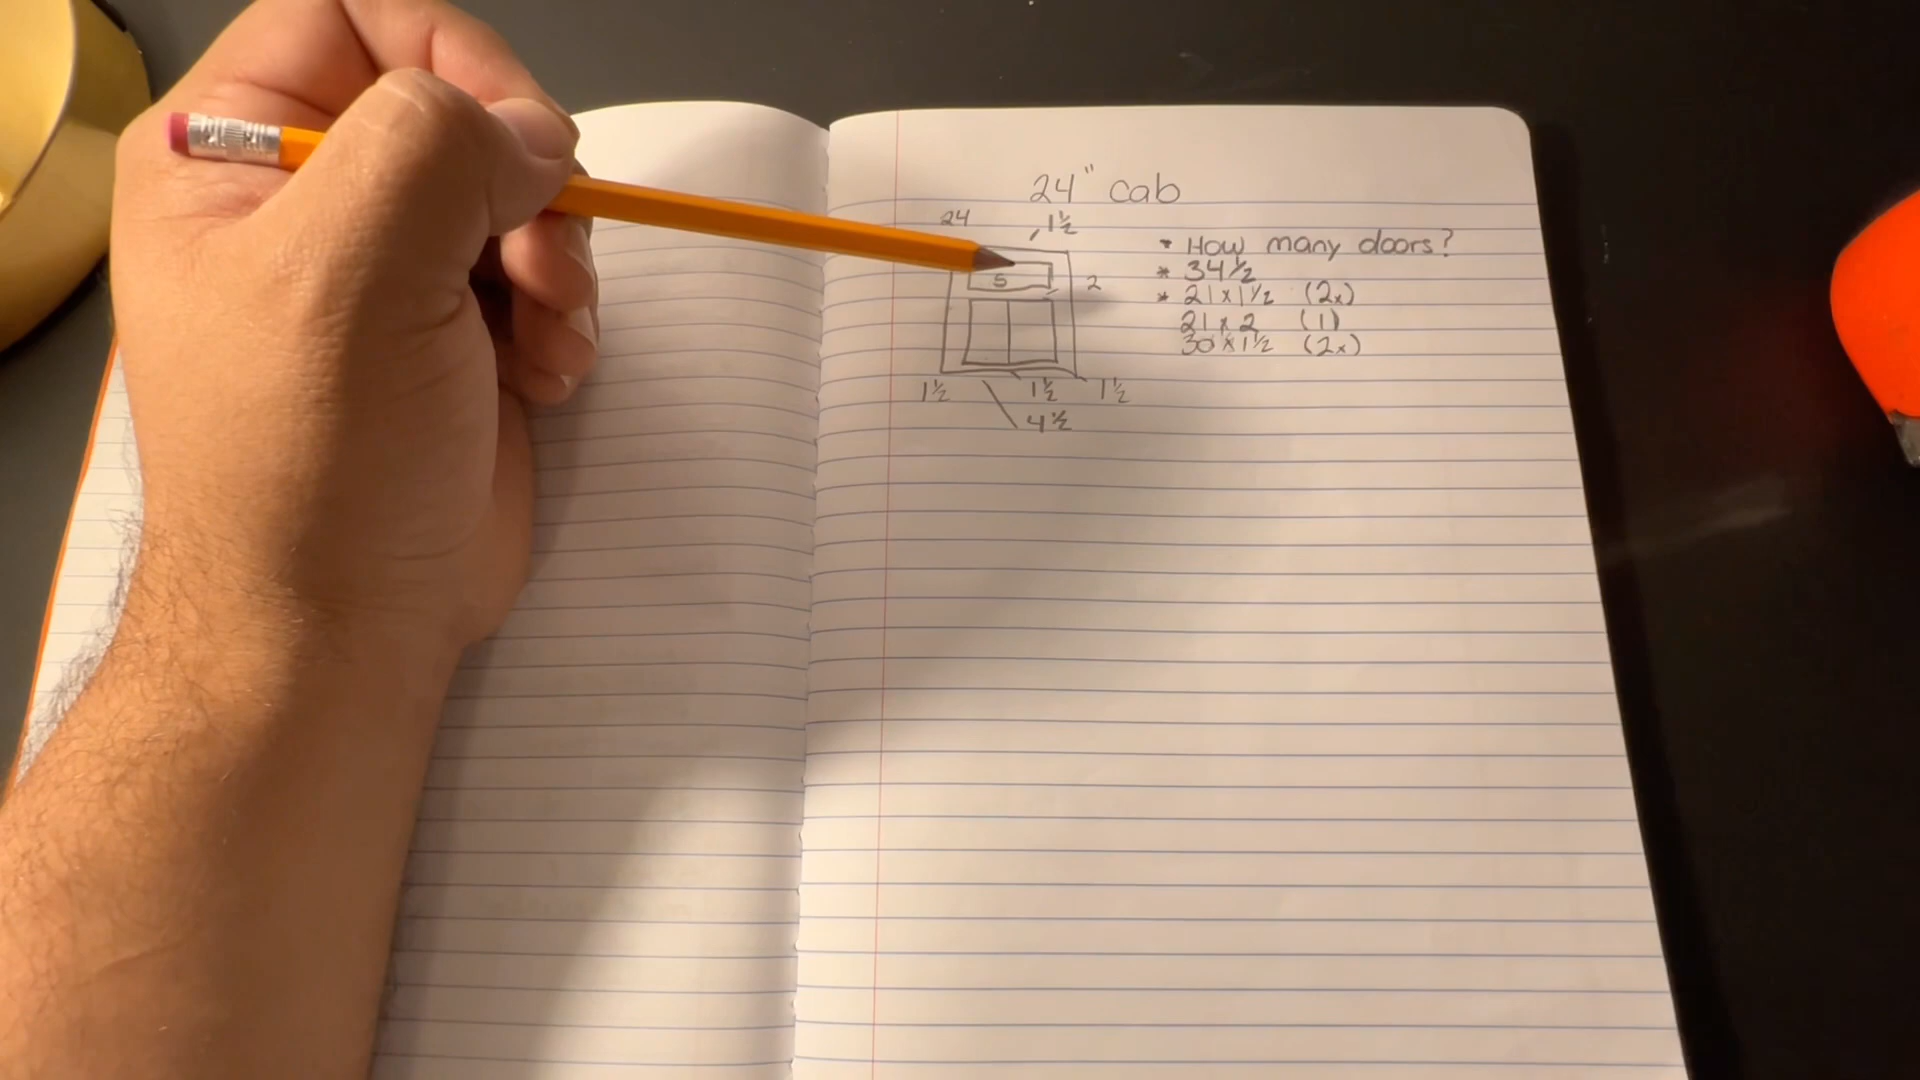 24" cab
24
1½
5
2
1½
1½
1½
4½
* How many doors?
* 34½
* 21 x 1½ (2x)
21 x 2 (1)
30 x 1½ (2x)